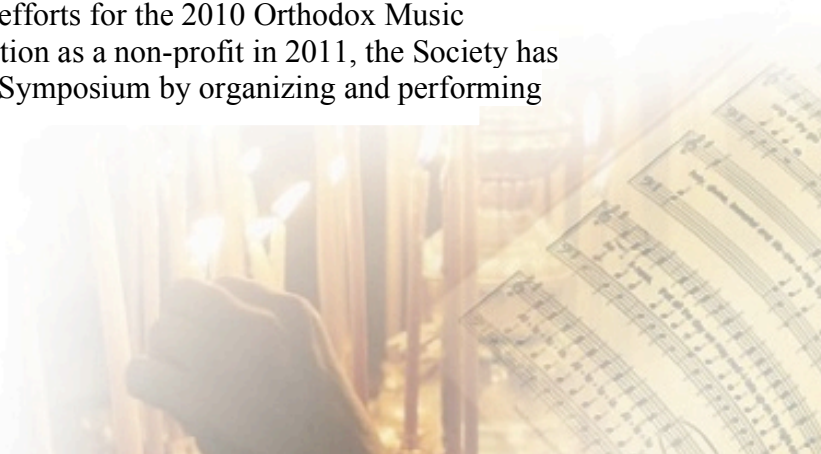 efforts for the 2010 Orthodox Music
tion as a non-profit in 2011, the Society has
Symposium by organizing and performing